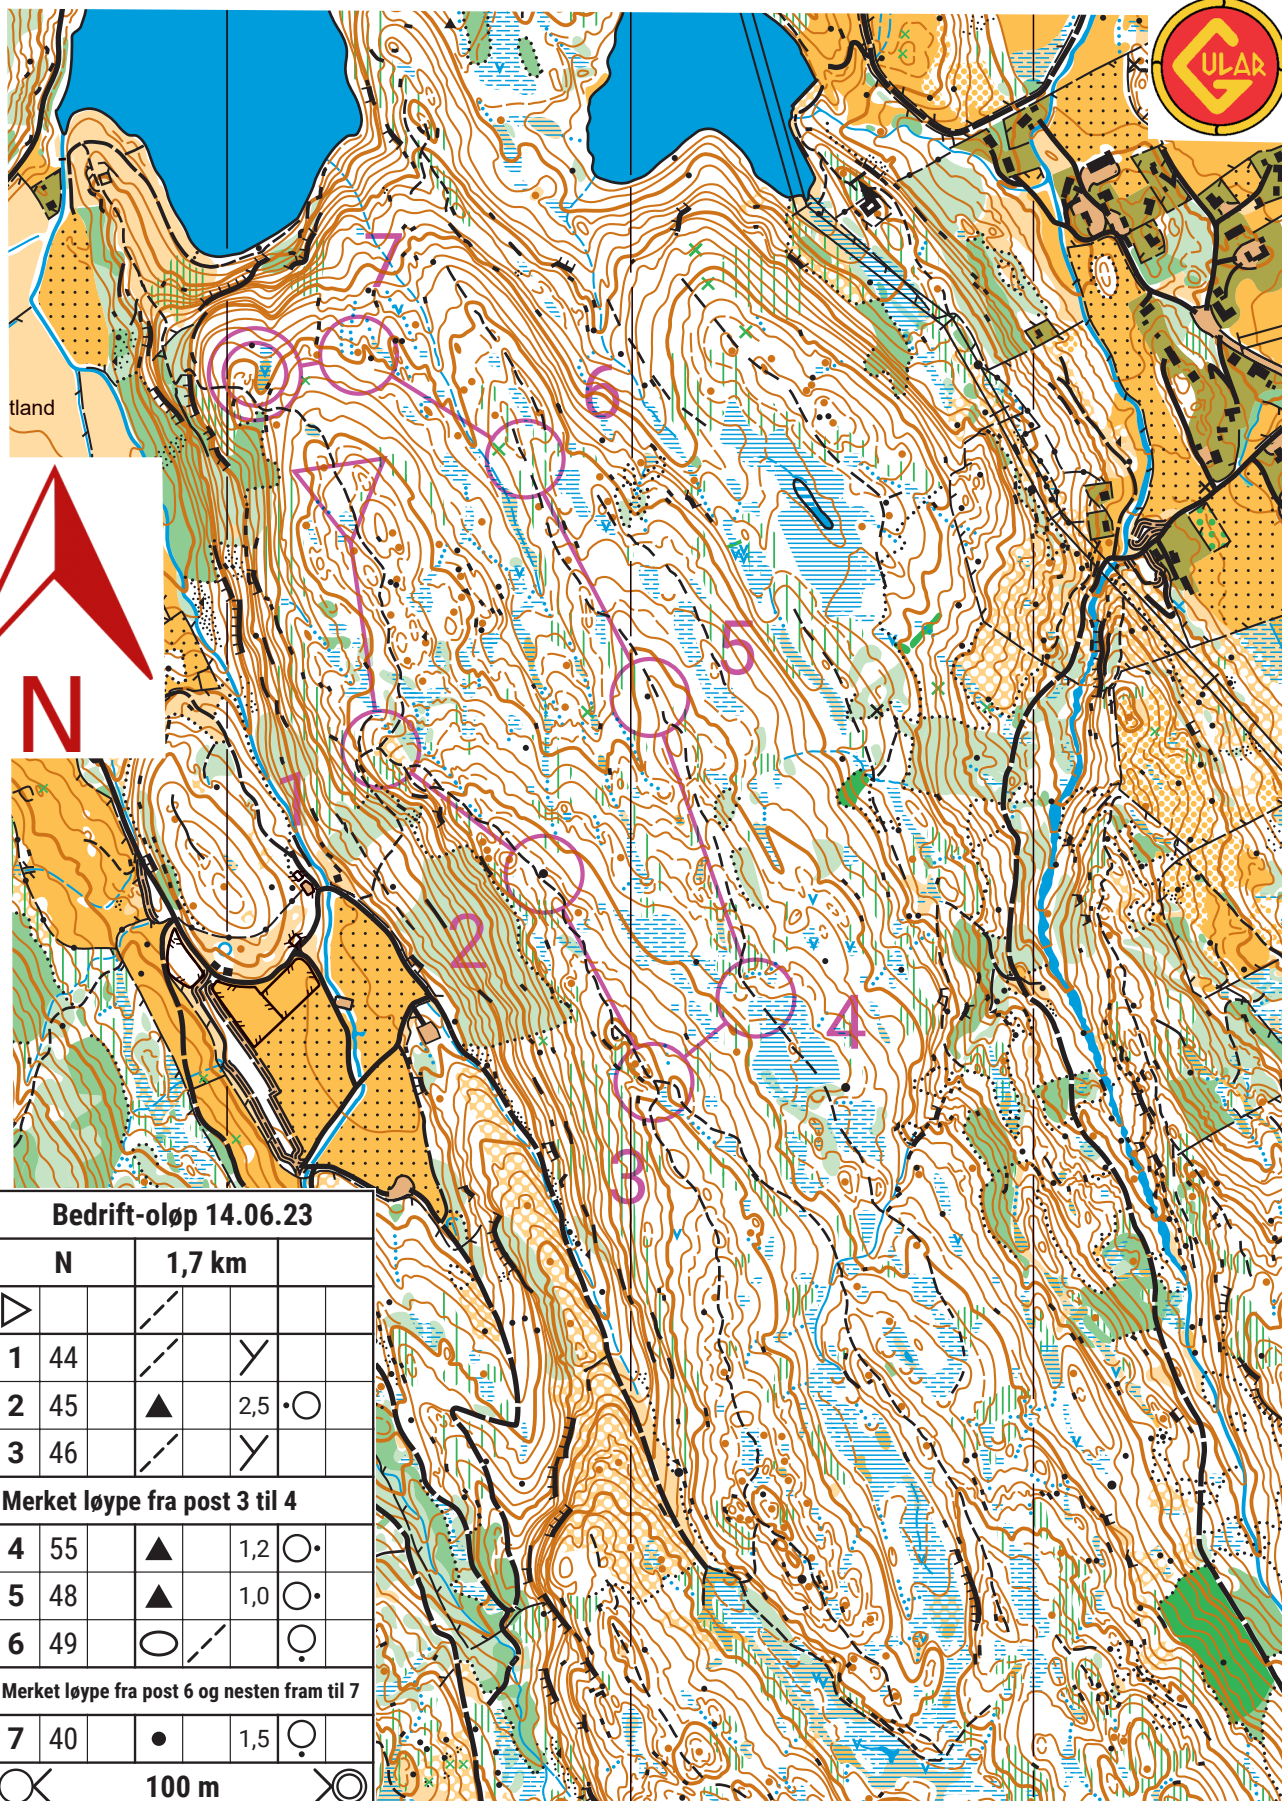 GULAR
7
6
tland
5
N
1
2
4
3
Bedrift-oløp 14.06.23
N 1,7 km
1 44
2 45 2,5
3 46
Merket løype fra post 3 til 4
4 55 1,2
5 48 1,0
6 49
Merket løype fra post 6 og nesten fram til 7
7 40 1,5
100 m